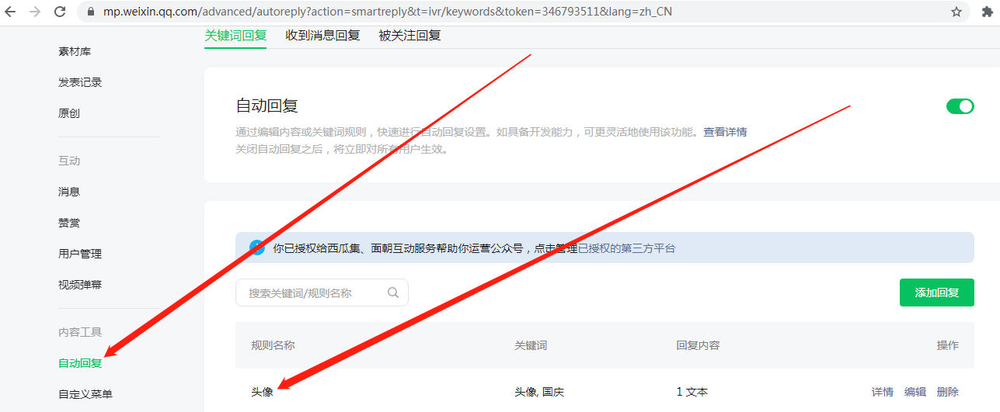 mp.weixin.qq.com/advanced/autoreply?action=smartreply&t=ivr/keywords&token=346793511&lang=zh_CN
关键词回复 收到消息回复 被关注回复
素材库
发表记录
原创
互动
消息
赞赏
用户管理
视频弹幕
内容工具
自动回复
自定义菜单
自动回复
通过编辑内容或关键词规则，快速进行自动回复设置。如具备开发能力，可更灵活地使用该功能。查看详情
关闭自动回复之后，将立即对所有用户生效。
你已授权给西瓜集、面朝互动服务帮助你运营公众号，点击管理已授权的第三方平台
搜索关键词/规则名称
添加回复
规则名称 关键词 回复内容 操作
头像 头像, 国庆 1 文本 详情 编辑 删除